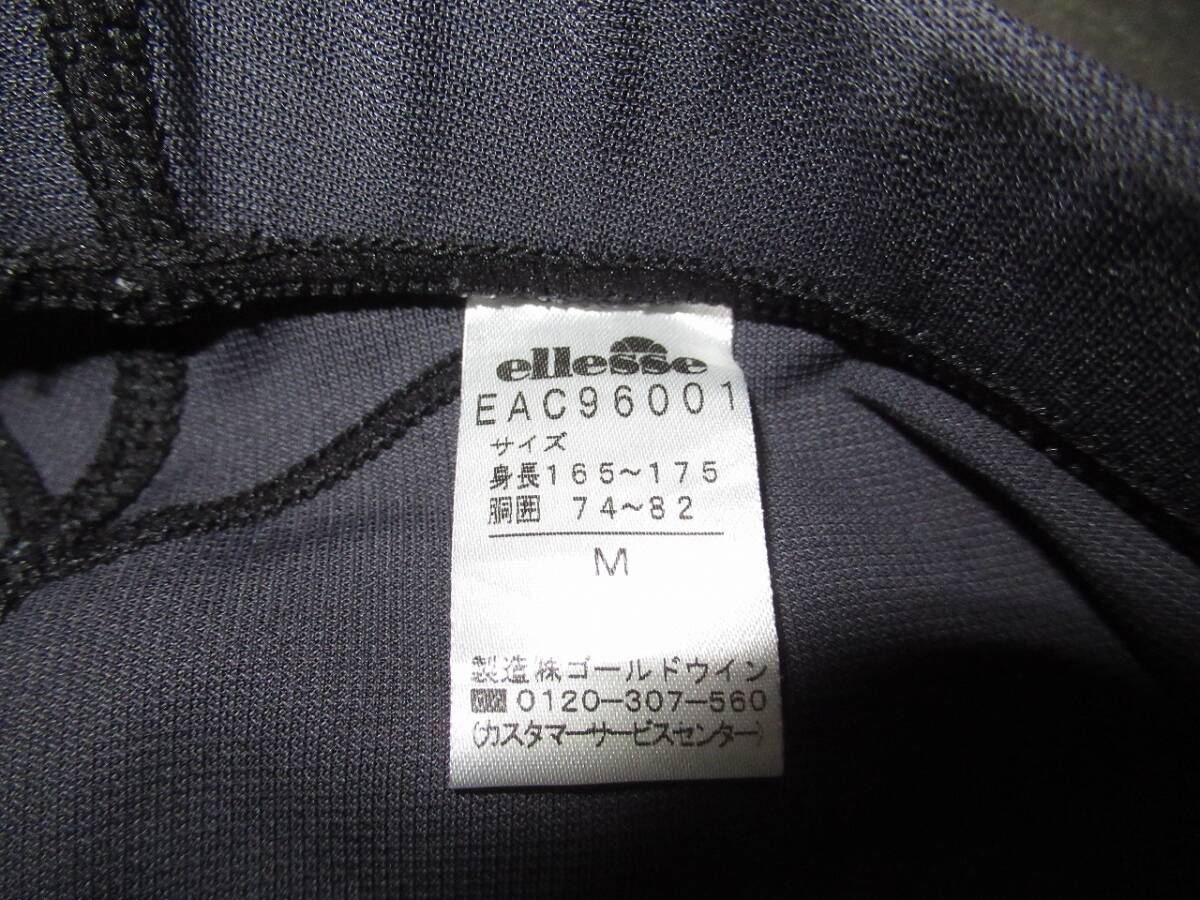 ellesse
EAC96001
サイズ
身長165～175
胴囲 74～82
M
製造株ゴールドウイン
0120-307-560
(カスタマーサービスセンター)